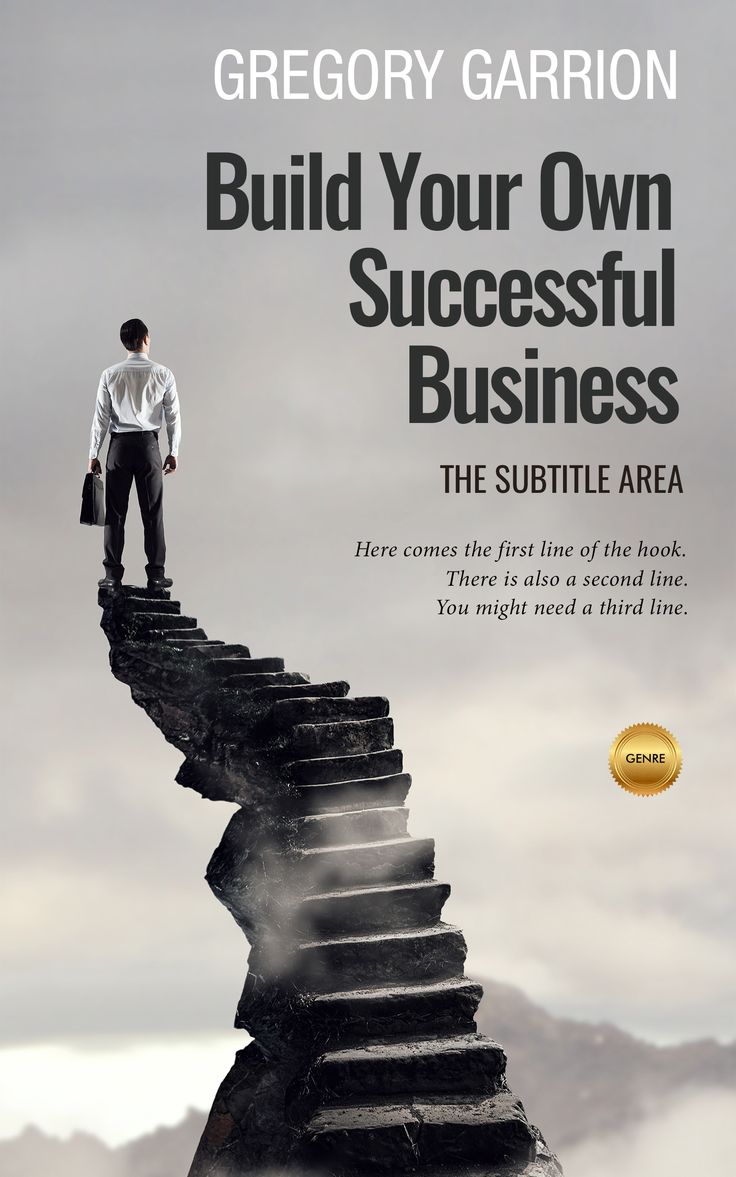 GREGORY GARRION
Build Your Own
Successful
Business
THE SUBTITLE AREA
Here comes the first line of the hook.
There is also a second line.
You might need a third line.
GENRE